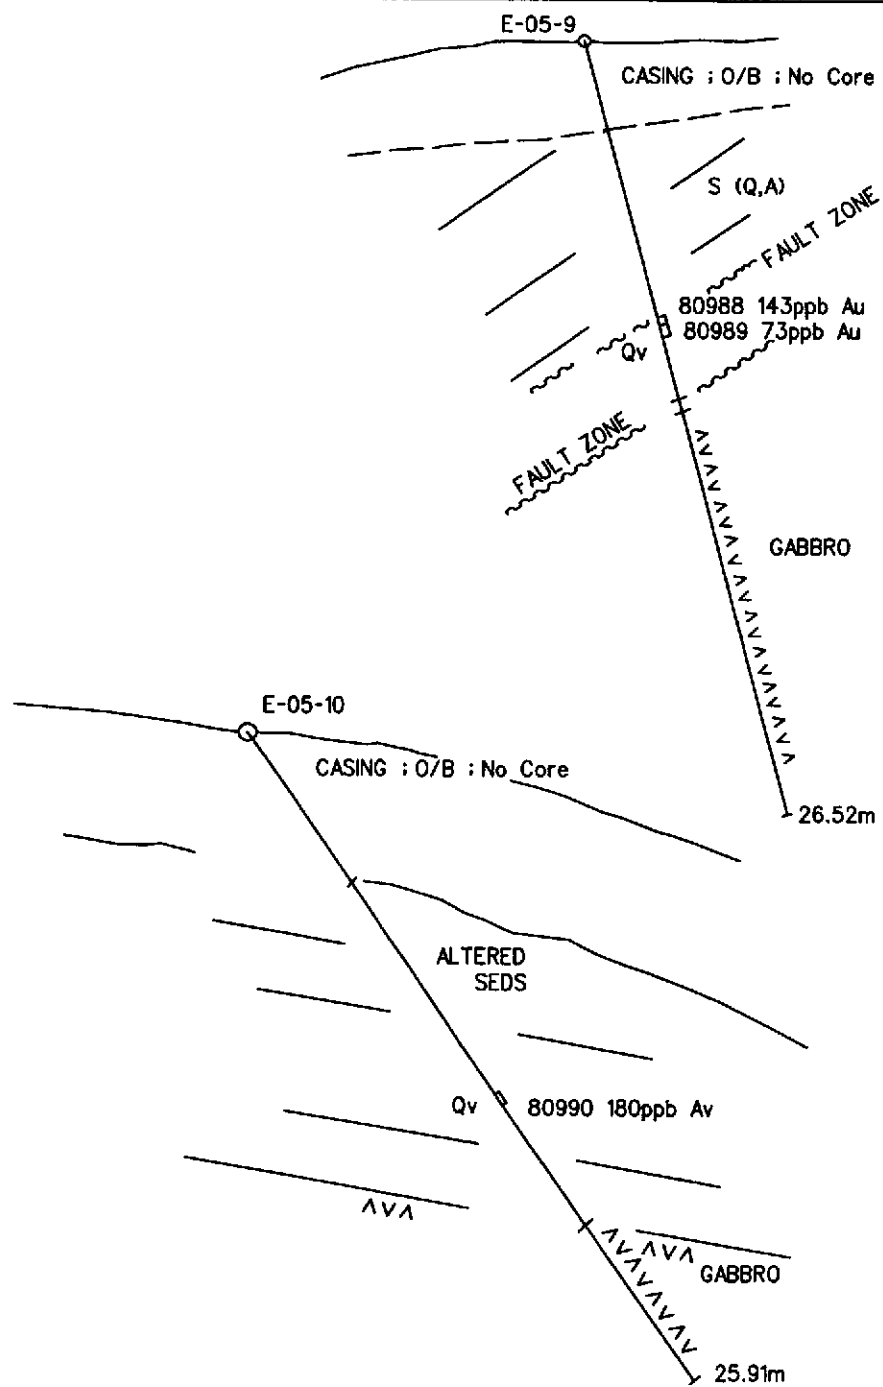 E-05-9
CASING ; O/B ; No Core
S (Q,A)
FAULT ZONE
80988 143ppb Au
80989 73ppb Au
Qv
FAULT ZONE
GABBRO
26.52m
E-05-10
CASING ; O/B ; No Core
ALTERED
SEDS
Qv
80990 180ppb Av
GABBRO
25.91m